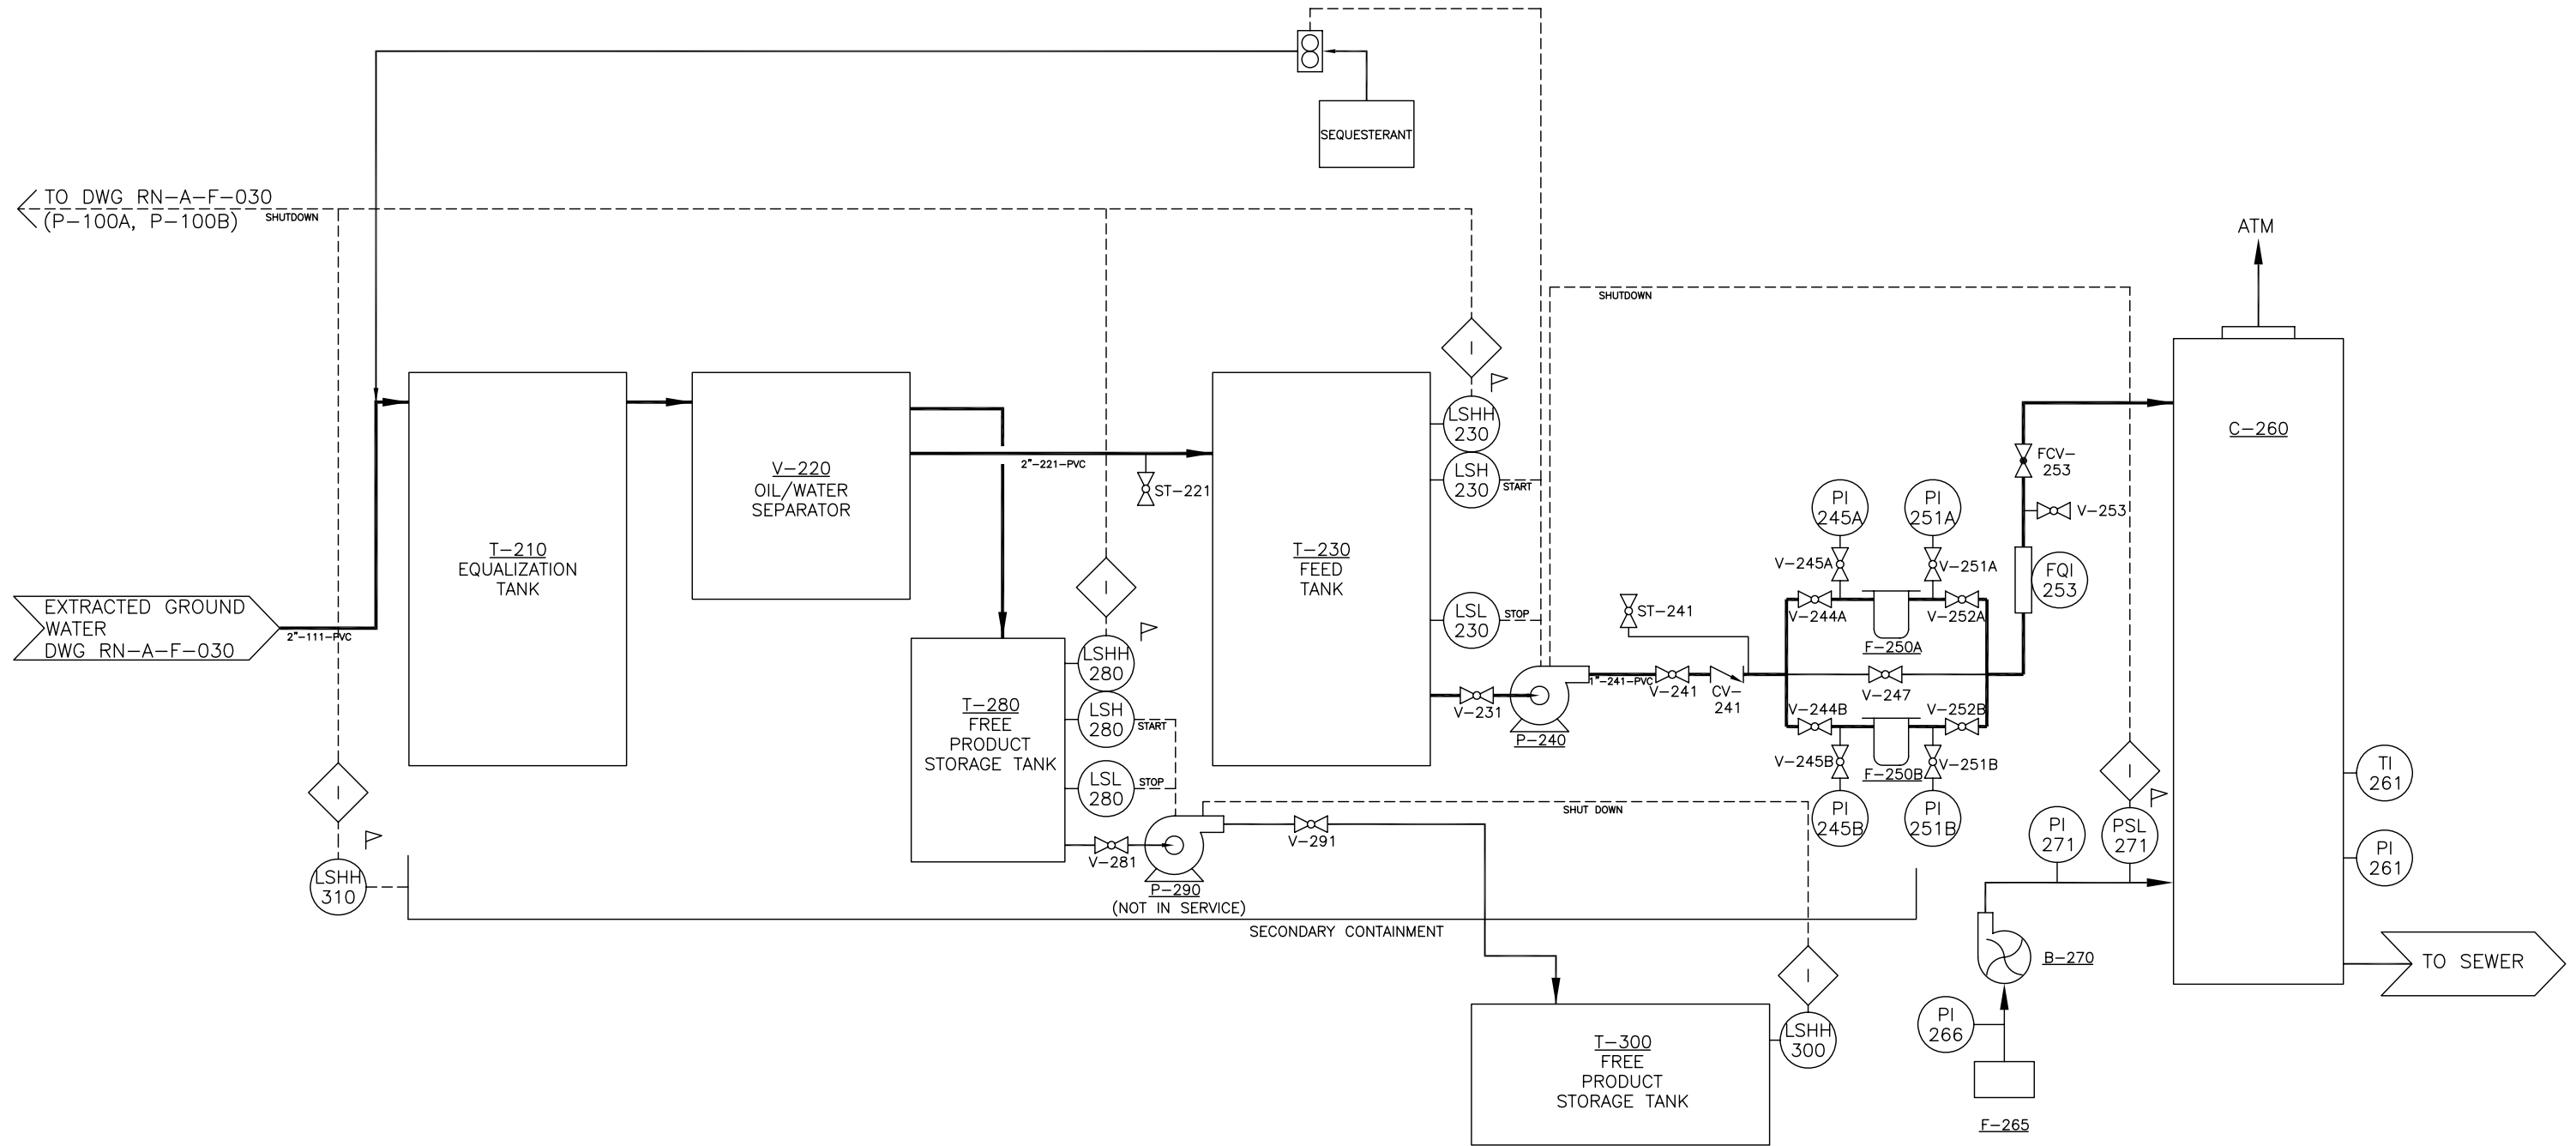 SEQUESTERANT
TO DWG RN-A-F-030
(P-100A, P-100B)
SHUTDOWN
ATM
SHUTDOWN
I
I
I
I
I
LSHH
230
LSH
230
START
LSL
230
STOP
C-260
V-220
OIL/WATER
SEPARATOR
2"-221-PVC
ST-221
FCV-
253
V-253
FQI
253
PI
245A
PI
251A
V-245A
V-251A
V-244A
V-252A
F-250A
T-210
EQUALIZATION
TANK
T-230
FEED
TANK
EXTRACTED GROUND
WATER
DWG RN-A-F-030
2"-111-PVC
ST-241
1"-241-PVC
V-241
CV-
241
V-247
V-231
P-240
V-244B
V-252B
V-245B
V-251B
F-250B
PI
245B
PI
251B
LSHH
280
LSH
280
START
LSL
280
STOP
T-280
FREE
PRODUCT
STORAGE TANK
V-281
P-290
(NOT IN SERVICE)
V-291
SHUT DOWN
TI
261
PI
261
PI
271
PSL
271
LSHH
310
SECONDARY CONTAINMENT
B-270
TO SEWER
PI
266
F-265
T-300
FREE
PRODUCT
STORAGE TANK
LSHH
300